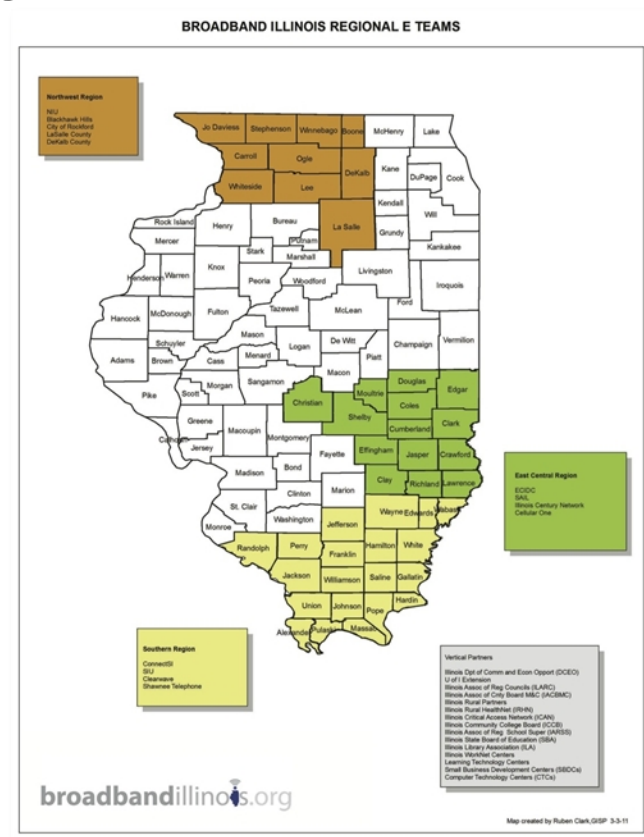 BROADBAND ILLINOIS REGIONAL E TEAMS
Northwest Region
NIU
Blackhawk Hills
City of Rockford
LaSalle County
DeKalb County
Jo Daviess Stephenson Winnebago Boone McHenry Lake
Carroll Ogle DeKalb Kane DuPage Cook
Whiteside Lee Kendall Will
Rock Island Henry Bureau La Salle Grundy
Mercer Putnam Kankakee
Stark Marshall
Henderson Warren Knox Peoria Woodford Livingston Ford Iroquois
Hancock McDonough Fulton Tazewell McLean
Schuyler Mason Logan De Witt Champaign Vermilion
Adams Brown Cass Menard Piatt
Pike Scott Morgan Sangamon Macon Douglas Edgar
Christian Moultrie Coles
Greene Shelby Cumberland Clark
Calhoun Jersey Macoupin Montgomery Fayette Effingham Jasper Crawford
Madison Bond Clay Richland Lawrence
St. Clair Clinton Marion Wayne Edwards Wabash
Monroe Washington Jefferson
Randolph Perry Franklin Hamilton White
Jackson Williamson Saline Gallatin
Union Johnson Pope Hardin
Alexander Pulaski Massac
East Central Region
ECIDC
SAIL
Illinois Century Network
Cellular One
Southern Region
ConnectSI
SIU
Clearwave
Shawnee Telephone
Vertical Partners
Illinois Dpt of Comm and Econ Opport (DCEO)
U of I Extension
Illinois Assoc of Reg Councils (ILARC)
Illinois Assoc of Cnty Board M&C (IACBMC)
Illinois Rural Partners
Illinois Rural HealthNet (IRHN)
Illinois Critical Access Network (ICAN)
Illinois Community College Board (ICCB)
Illinois Assoc of Reg School Super (IARSS)
Illinois State Board of Education (SBA)
Illinois Library Association (ILA)
Illinois WorkNet Centers
Learning Technology Centers
Small Business Development Centers (SBDCs)
Computer Technology Centers (CTCs)
broadbandillinois.org
Map created by Ruben Clark,GISP 3-3-11